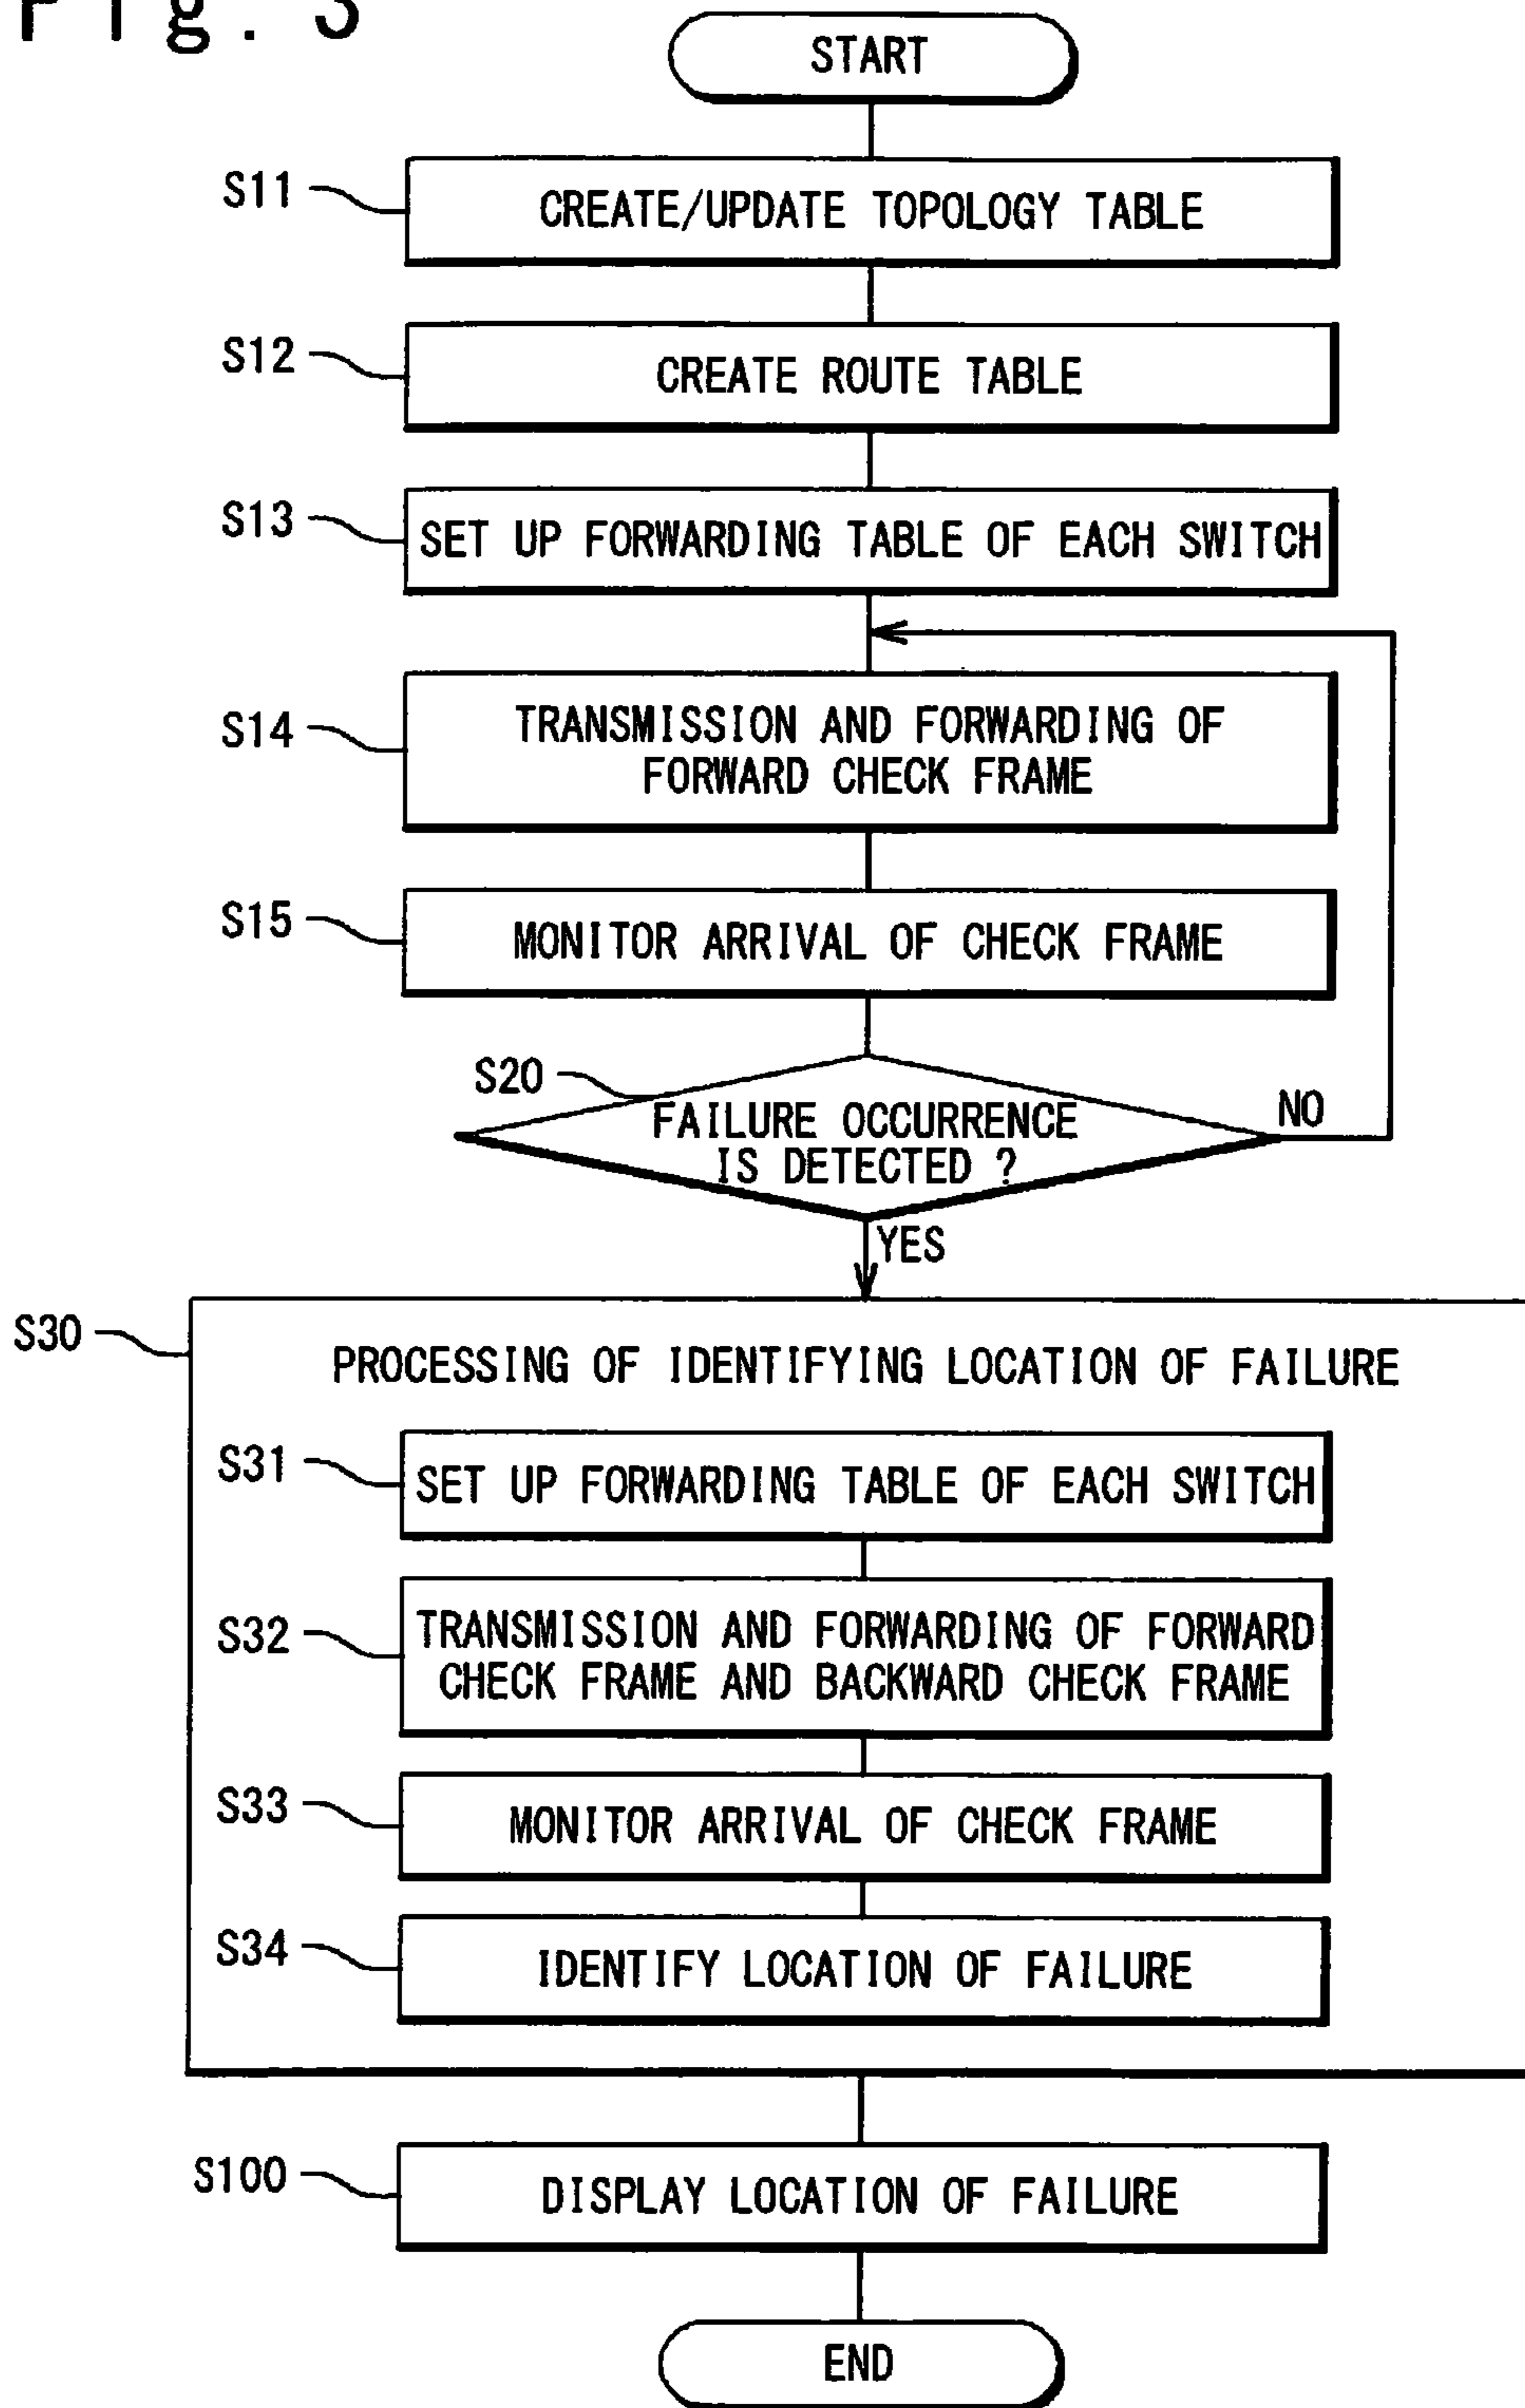 Fig. 3
START
S11
CREATE/UPDATE TOPOLOGY TABLE
S12
CREATE ROUTE TABLE
S13
SET UP FORWARDING TABLE OF EACH SWITCH
S14
TRANSMISSION AND FORWARDING OF
FORWARD CHECK FRAME
S15
MONITOR ARRIVAL OF CHECK FRAME
S20
FAILURE OCCURRENCE
IS DETECTED ?
NO
YES
S30
PROCESSING OF IDENTIFYING LOCATION OF FAILURE
S31
SET UP FORWARDING TABLE OF EACH SWITCH
S32
TRANSMISSION AND FORWARDING OF FORWARD
CHECK FRAME AND BACKWARD CHECK FRAME
S33
MONITOR ARRIVAL OF CHECK FRAME
S34
IDENTIFY LOCATION OF FAILURE
S100
DISPLAY LOCATION OF FAILURE
END